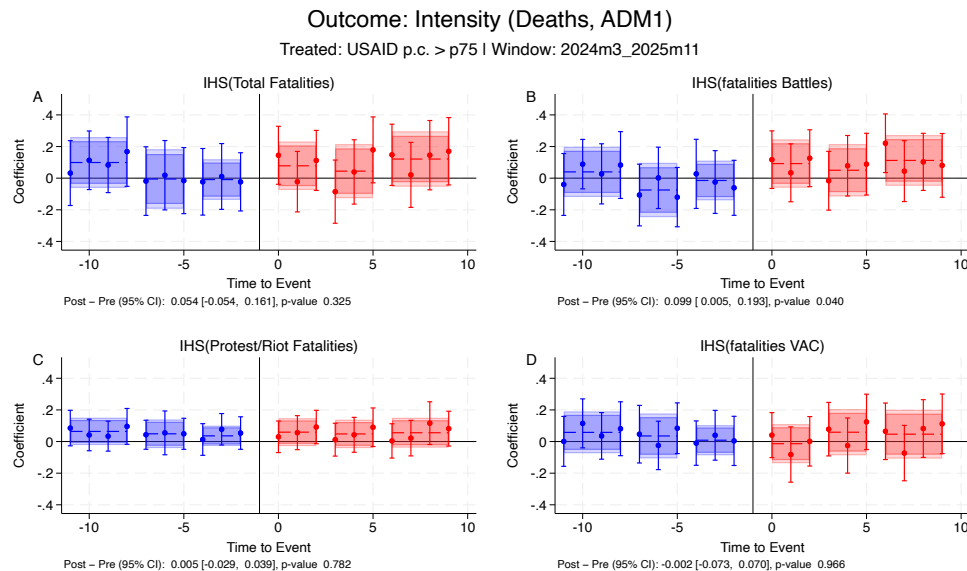 Outcome: Intensity (Deaths, ADM1)
Treated: USAID p.c. > p75 | Window: 2024m3_2025m11
A
IHS(Total Fatalities)
Coefficient
.4
.2
0
-.2
-.4
-10
-5
0
5
10
Time to Event
Post – Pre (95% CI): 0.054 [-0.054, 0.161], p-value 0.325
B
IHS(fatalities Battles)
Coefficient
.4
.2
0
-.2
-.4
-10
-5
0
5
10
Time to Event
Post – Pre (95% CI): 0.099 [ 0.005, 0.193], p-value 0.040
C
IHS(Protest/Riot Fatalities)
Coefficient
.4
.2
0
-.2
-.4
-10
-5
0
5
10
Time to Event
Post – Pre (95% CI): 0.005 [-0.029, 0.039], p-value 0.782
D
IHS(fatalities VAC)
Coefficient
.4
.2
0
-.2
-.4
-10
-5
0
5
10
Time to Event
Post – Pre (95% CI): -0.002 [-0.073, 0.070], p-value 0.966